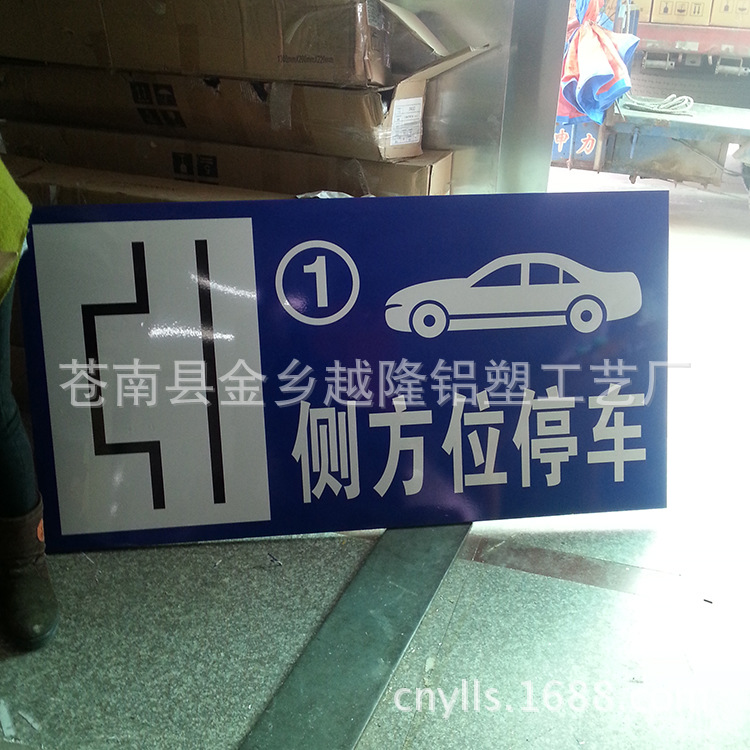 中力
①
苍南县金乡越隆铝塑工艺厂
侧方位停车
cnylls.1688.